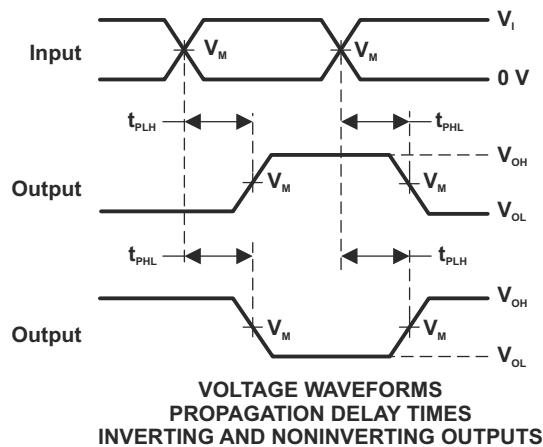 V_I
Input
V_M
V_M
0 V
t_PLH
t_PHL
V_OH
Output
V_M
V_M
V_OL
t_PHL
t_PLH
V_OH
Output
V_M
V_M
V_OL
VOLTAGE WAVEFORMS
PROPAGATION DELAY TIMES
INVERTING AND NONINVERTING OUTPUTS